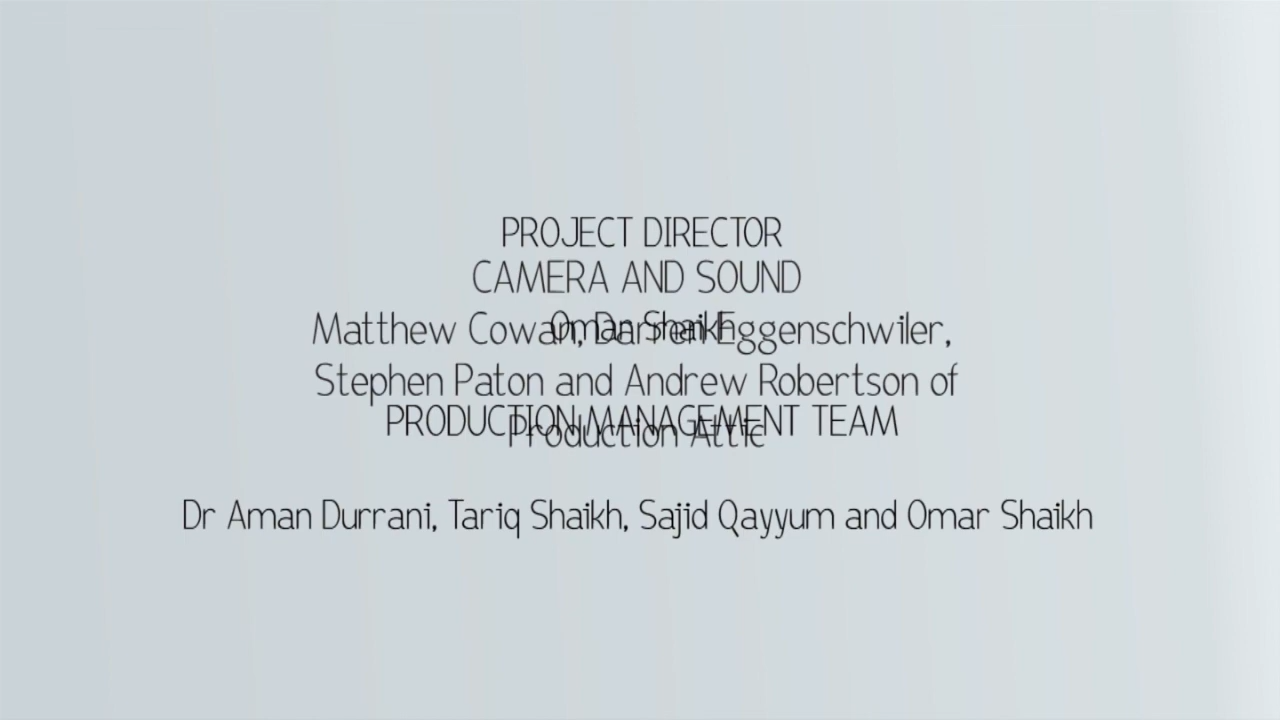 PROJECT DIRECTOR
CAMERA AND SOUND
Omar Shaikh
Matthew Cowan, Darren Eggenschwiler,
Stephen Paton and Andrew Robertson of
PRODUCTION MANAGEMENT TEAM
Production Attic
Dr Aman Durrani, Tariq Shaikh, Sajid Qayyum and Omar Shaikh